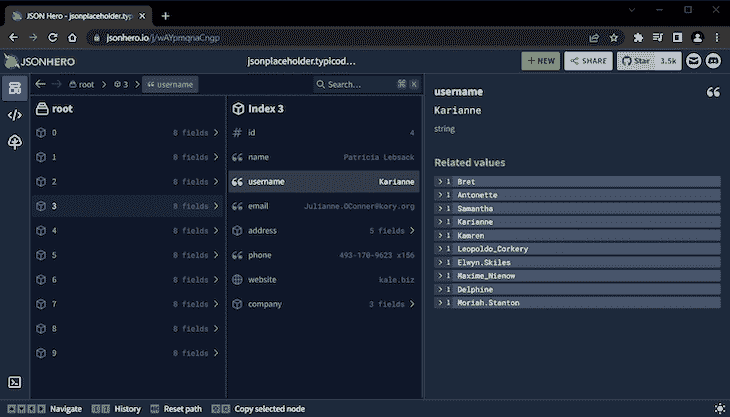 JSON Hero - jsonplaceholder.typ
jsonhero.io/j/wAYpmqnaCngp
JSONHERO
jsonplaceholder.typicod...
+ NEW
SHARE
Star 3.5k
root > 3 > username
Search... ⌘ K
root
0 8 fields >
1 8 fields >
2 8 fields >
3 8 fields >
4 8 fields >
5 8 fields >
6 8 fields >
7 8 fields >
8 8 fields >
9 8 fields >
Index 3
id 4
name Patricia Lebsack
username Karianne
email Julianne.OConner@kory.org
address 5 fields >
phone 493-170-9623 x156
website kale.biz
company 3 fields >
username
Karianne
string
Related values
> 1 Bret
> 1 Antonette
> 1 Samantha
> 1 Karianne
> 1 Kamren
> 1 Leopoldo_Corkery
> 1 Elwyn.Skiles
> 1 Maxime_Nienow
> 1 Delphine
> 1 Moriah.Stanton
Navigate
History
Reset path
Copy selected node